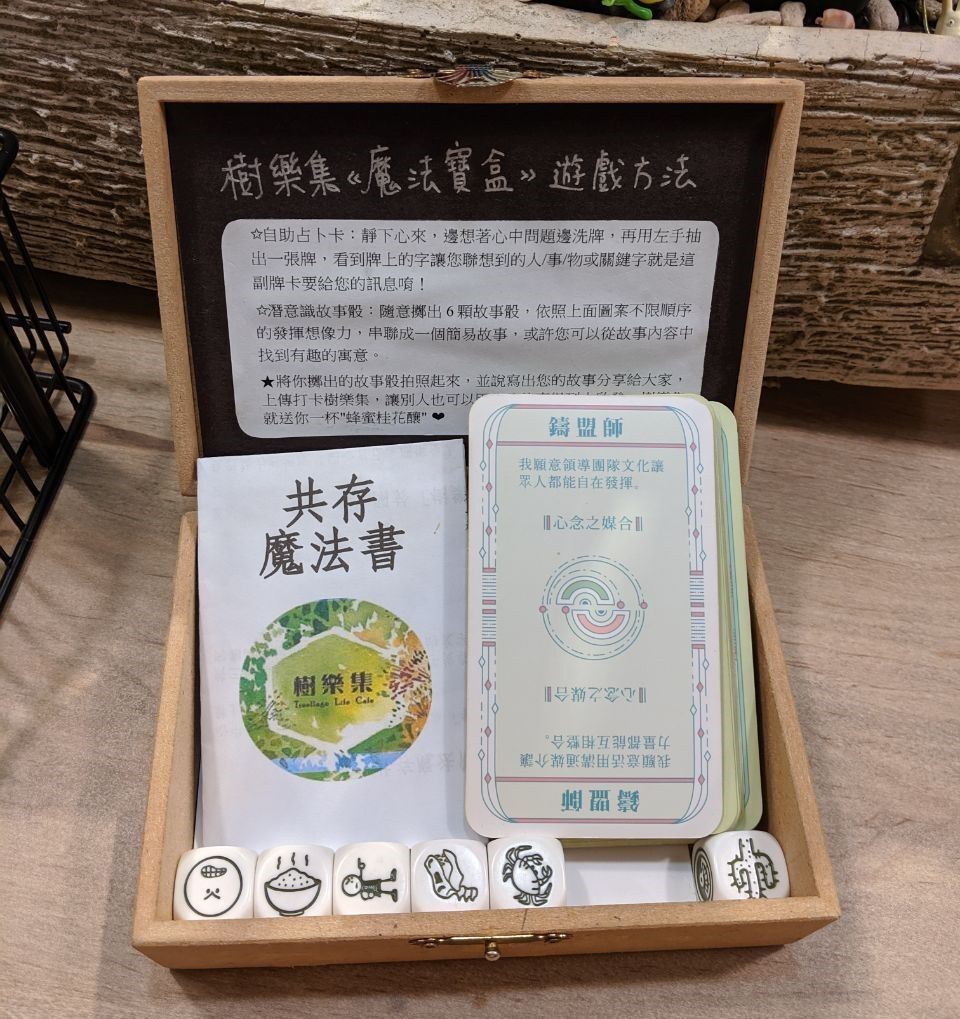 樹樂集《魔法寶盒》遊戲方法
☆自助占卜卡：靜下心來，邊想著心中問題邊洗牌，再用左手抽
出一張牌，看到牌上的字讓您聯想到的人/事/物或關鍵字就是這
副牌卡要給您的訊息唷！
☆潛意識故事骰：隨意擲出6顆故事骰，依照上面圖案不限順序
的發揮想像力，串聯成一個簡易故事，或許您可以從故事內容中
找到有趣的寓意。
★將你擲出的故事骰拍照起來，並說寫出您的故事分享給大家，
上傳打卡樹樂集，讓別人也可以
就送你一杯"蜂蜜桂花釀"❤
共存
魔法書
樹樂集
Treellage Life Cafe
鑄盟師
我願意領導團隊文化讓
眾人都能自在發揮。
心念之媒合
心念之媒合
我願意活用溝通媒介讓
力量都能互相整合。
鑄盟師